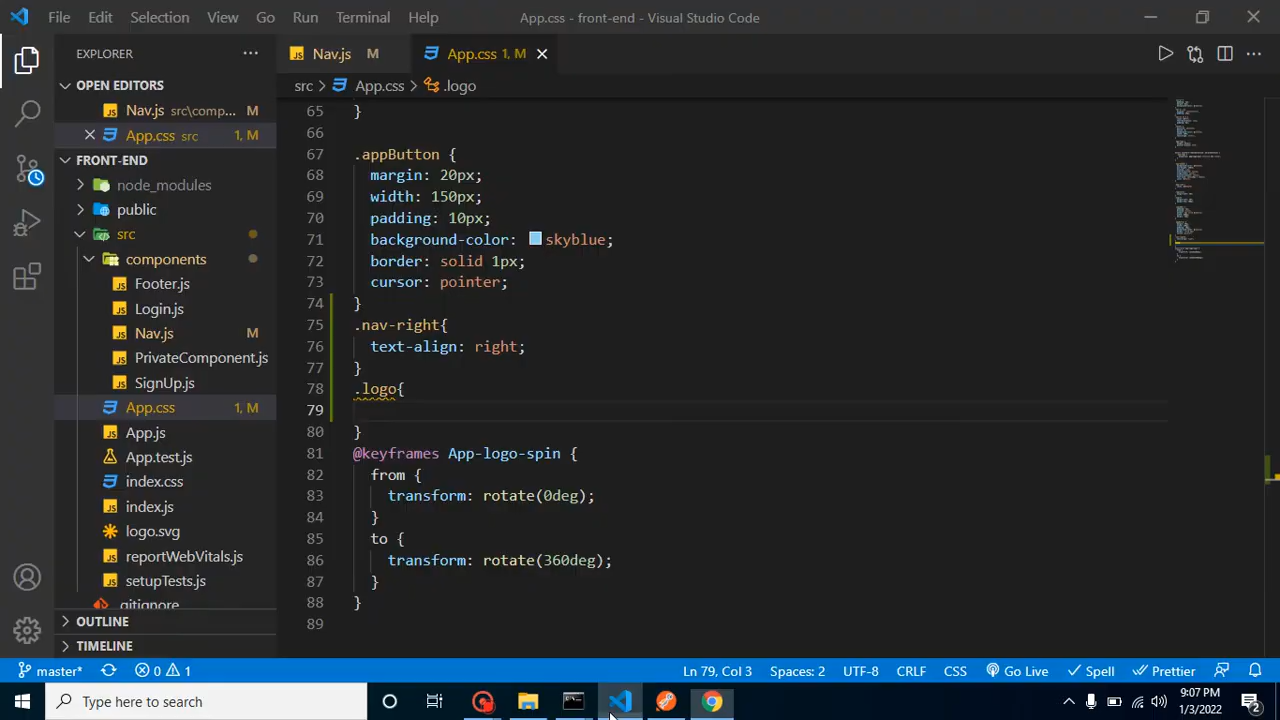 File Edit Selection View Go Run Terminal Help
App.css - front-end - Visual Studio Code
EXPLORER
OPEN EDITORS
Nav.js src\comp... M
App.css src 1, M
FRONT-END
node_modules
public
src
components
Footer.js
Login.js
Nav.js M
PrivateComponent.js
SignUp.js
App.css 1, M
App.js
App.test.js
index.css
index.js
logo.svg
reportWebVitals.js
setupTests.js
.gitignore
OUTLINE
TIMELINE
Nav.js M
App.css 1, M
src > App.css > .logo
65 }
66
67 .appButton {
68 margin: 20px;
69 width: 150px;
70 padding: 10px;
71 background-color: skyblue;
72 border: solid 1px;
73 cursor: pointer;
74 }
75 .nav-right{
76 text-align: right;
77 }
78 .logo{
79
80 }
81 @keyframes App-logo-spin {
82 from {
83 transform: rotate(0deg);
84 }
85 to {
86 transform: rotate(360deg);
87 }
88 }
89
master* 0 1 Ln 79, Col 3 Spaces: 2 UTF-8 CRLF CSS Go Live Spell Prettier
Type here to search
9:07 PM
1/3/2022
2